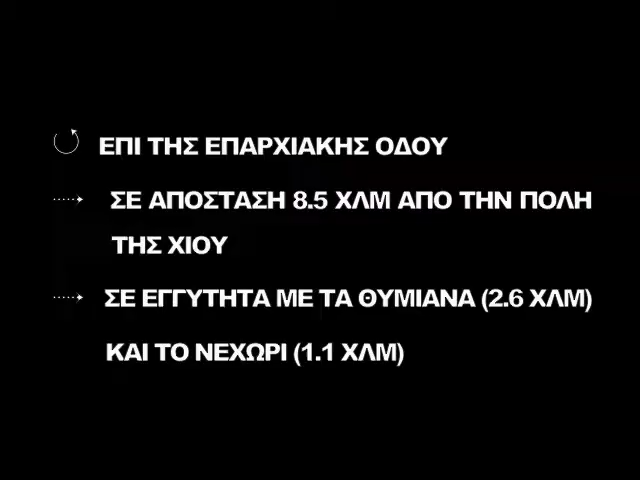 ΕΠΙ ΤΗΣ ΕΠΑΡΧΙΑΚΗΣ ΟΔΟΥ
ΣΕ ΑΠΟΣΤΑΣΗ 8.5 ΧΛΜ ΑΠΟ ΤΗΝ ΠΟΛΗ
ΤΗΣ ΧΙΟΥ
ΣΕ ΕΓΓΥΤΗΤΑ ΜΕ ΤΑ ΘΥΜΙΑΝΑ (2.6 ΧΛΜ)
ΚΑΙ ΤΟ ΝΕΧΩΡΙ (1.1 ΧΛΜ)